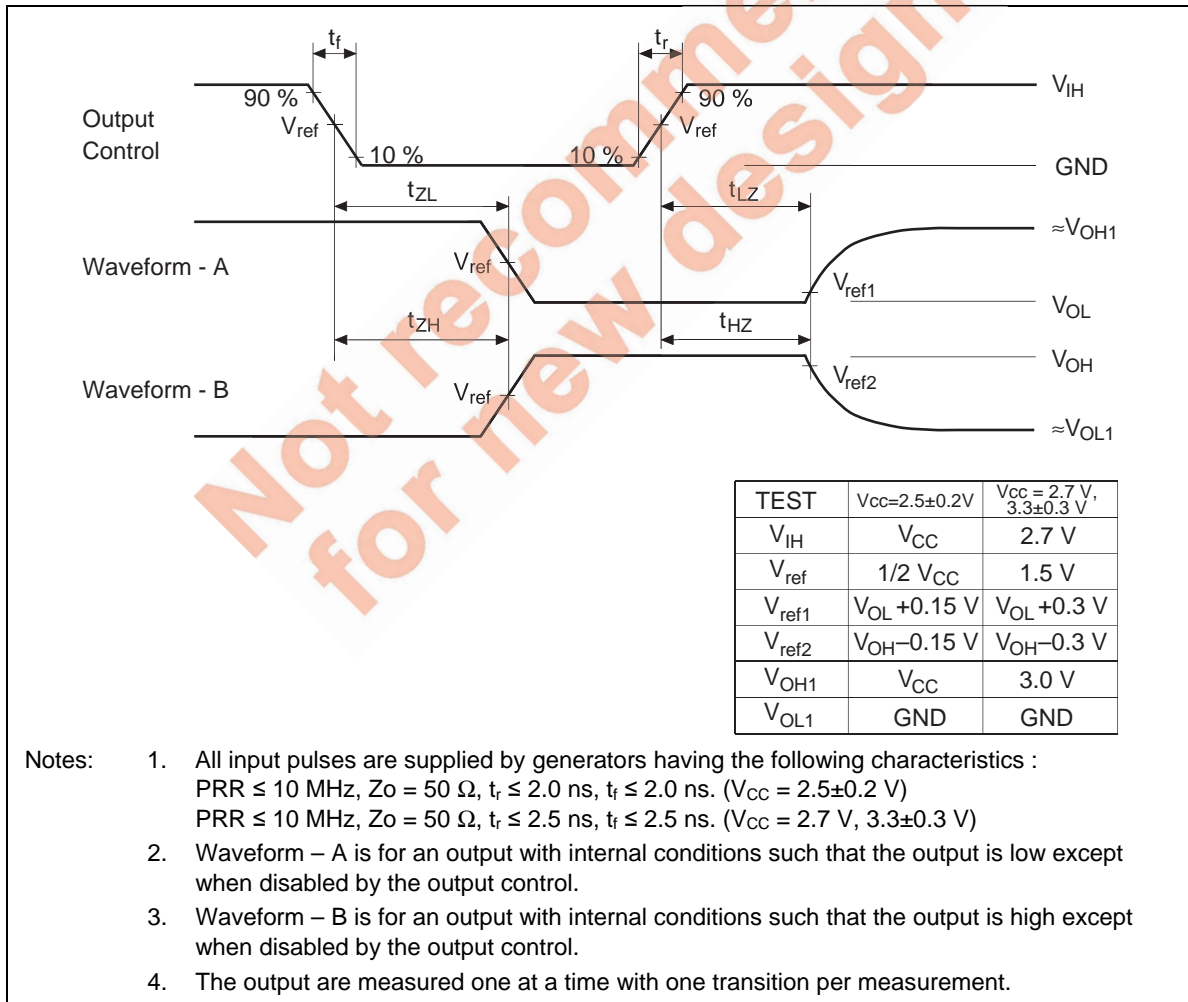 tf
tr
90 %
90 %
VIH
Output
Control
Vref
Vref
10 %
10 %
GND
tZL
tLZ
≈VOH1
Waveform - A
Vref
Vref1
VOL
tZH
tHZ
VOH
Waveform - B
Vref
Vref2
≈VOL1
Not recomme
for new design
TEST Vcc=2.5±0.2V Vcc = 2.7 V, 3.3±0.3 V
VIH VCC 2.7 V
Vref 1/2 VCC 1.5 V
Vref1 VOL +0.15 V VOL +0.3 V
Vref2 VOH–0.15 V VOH–0.3 V
VOH1 VCC 3.0 V
VOL1 GND GND
Notes: 1. All input pulses are supplied by generators having the following characteristics :
PRR ≤ 10 MHz, Zo = 50 Ω, tr ≤ 2.0 ns, tf ≤ 2.0 ns. (VCC = 2.5±0.2 V)
PRR ≤ 10 MHz, Zo = 50 Ω, tr ≤ 2.5 ns, tf ≤ 2.5 ns. (VCC = 2.7 V, 3.3±0.3 V)
2. Waveform – A is for an output with internal conditions such that the output is low except
when disabled by the output control.
3. Waveform – B is for an output with internal conditions such that the output is high except
when disabled by the output control.
4. The output are measured one at a time with one transition per measurement.